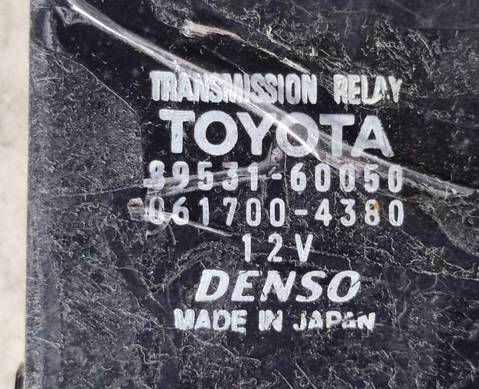 TRANSMISSION RELAY
TOYOTA
89531-60050
061700-4380
12V
DENSO
MADE IN JAPAN